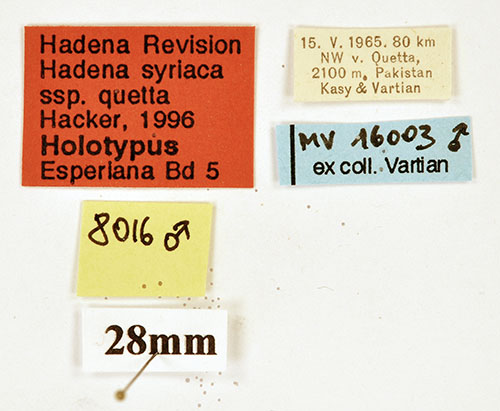 Hadena Revision
Hadena syriaca
ssp. quetta
Hacker, 1996
Holotypus
Esperiana Bd 5
15. V. 1965. 80 km
NW v. Quetta,
2100 m, Pakistan
Kasy & Vartian
MV 16003 ♂
ex coll. Vartian
8016 ♂
28mm